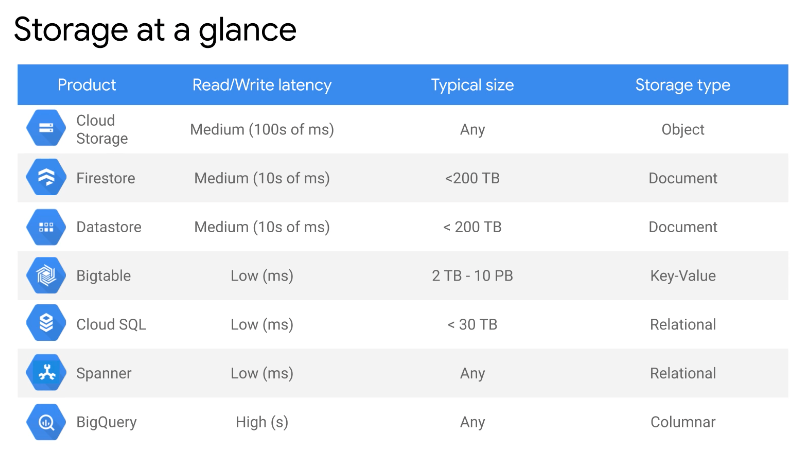 Storage at a glance
Product Read/Write latency Typical size Storage type
Cloud Storage Medium (100s of ms) Any Object
Firestore Medium (10s of ms) <200 TB Document
Datastore Medium (10s of ms) < 200 TB Document
Bigtable Low (ms) 2 TB - 10 PB Key-Value
Cloud SQL Low (ms) < 30 TB Relational
Spanner Low (ms) Any Relational
BigQuery High (s) Any Columnar